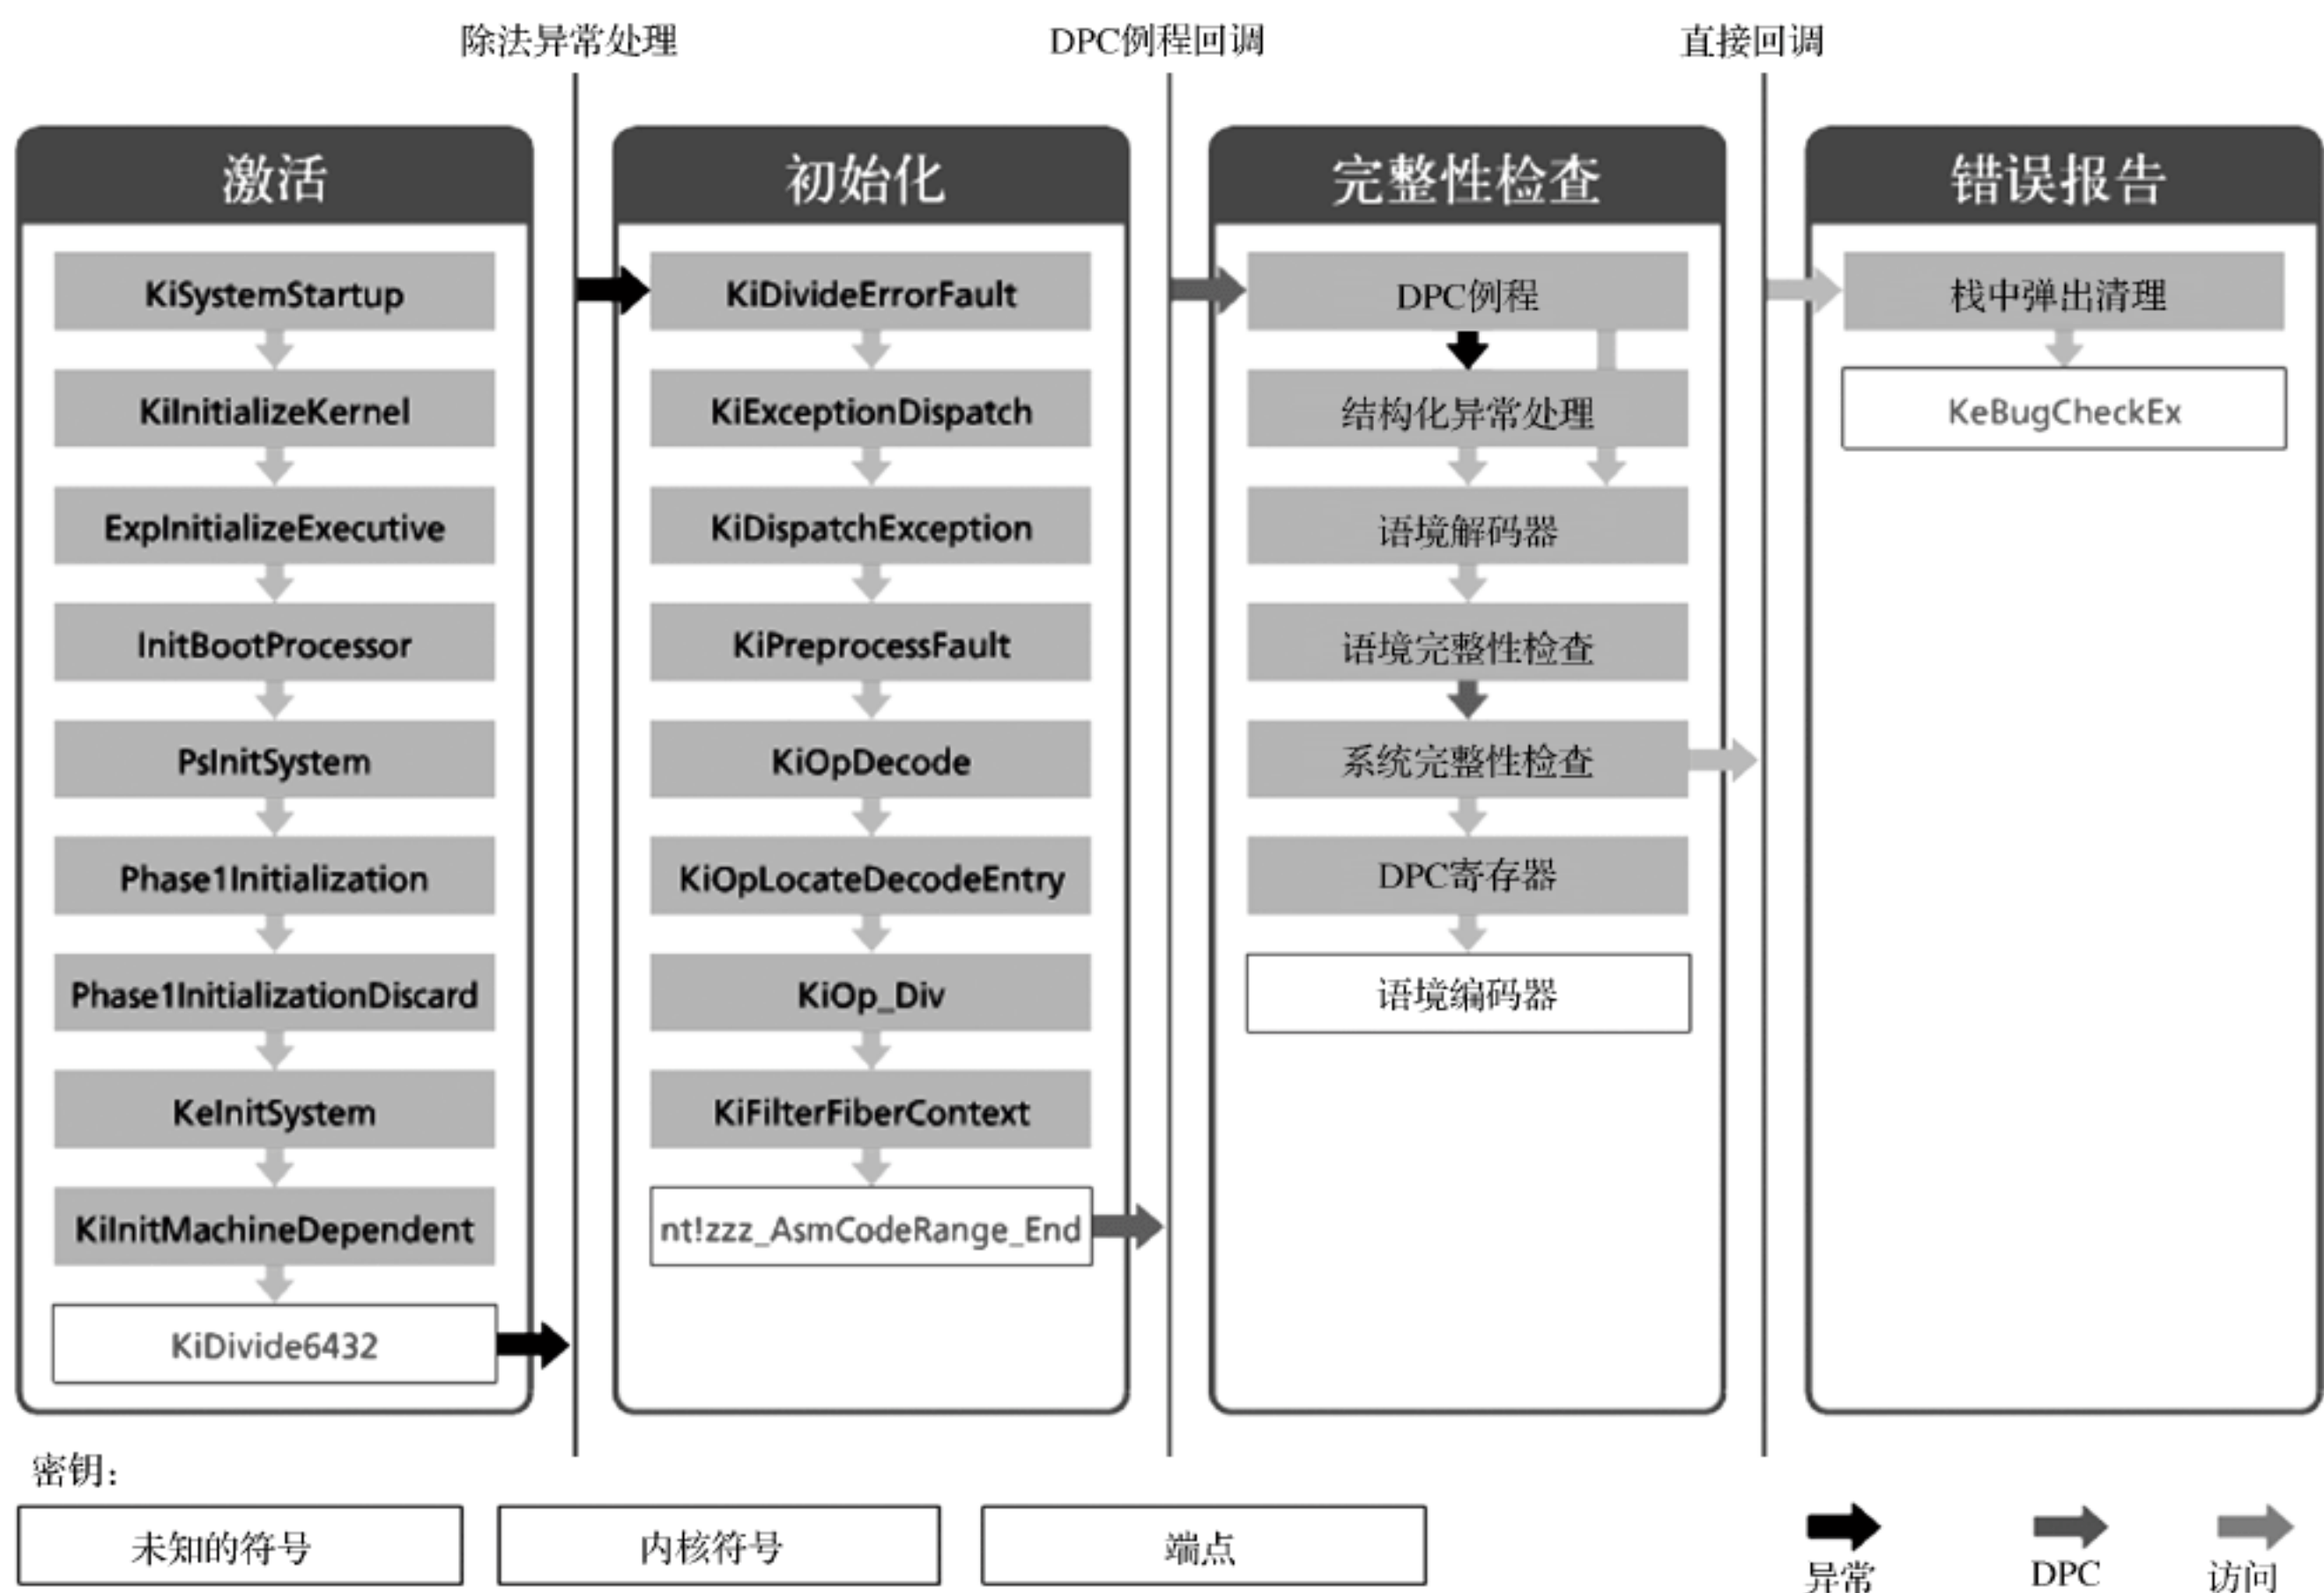 除法异常处理
DPC例程回调
直接回调
激活
KiSystemStartup
KiInitializeKernel
ExpInitializeExecutive
InitBootProcessor
PsInitSystem
Phase1Initialization
Phase1InitializationDiscard
KeInitSystem
KiInitMachineDependent
KiDivide6432
初始化
KiDivideErrorFault
KiExceptionDispatch
KiDispatchException
KiPreprocessFault
KiOpDecode
KiOpLocateDecodeEntry
KiOp_Div
KiFilterFiberContext
nt!zzz_AsmCodeRange_End
完整性检查
DPC例程
结构化异常处理
语境解码器
语境完整性检查
系统完整性检查
DPC寄存器
语境编码器
错误报告
栈中弹出清理
KeBugCheckEx
密钥:
未知的符号
内核符号
端点
异常
DPC
访问